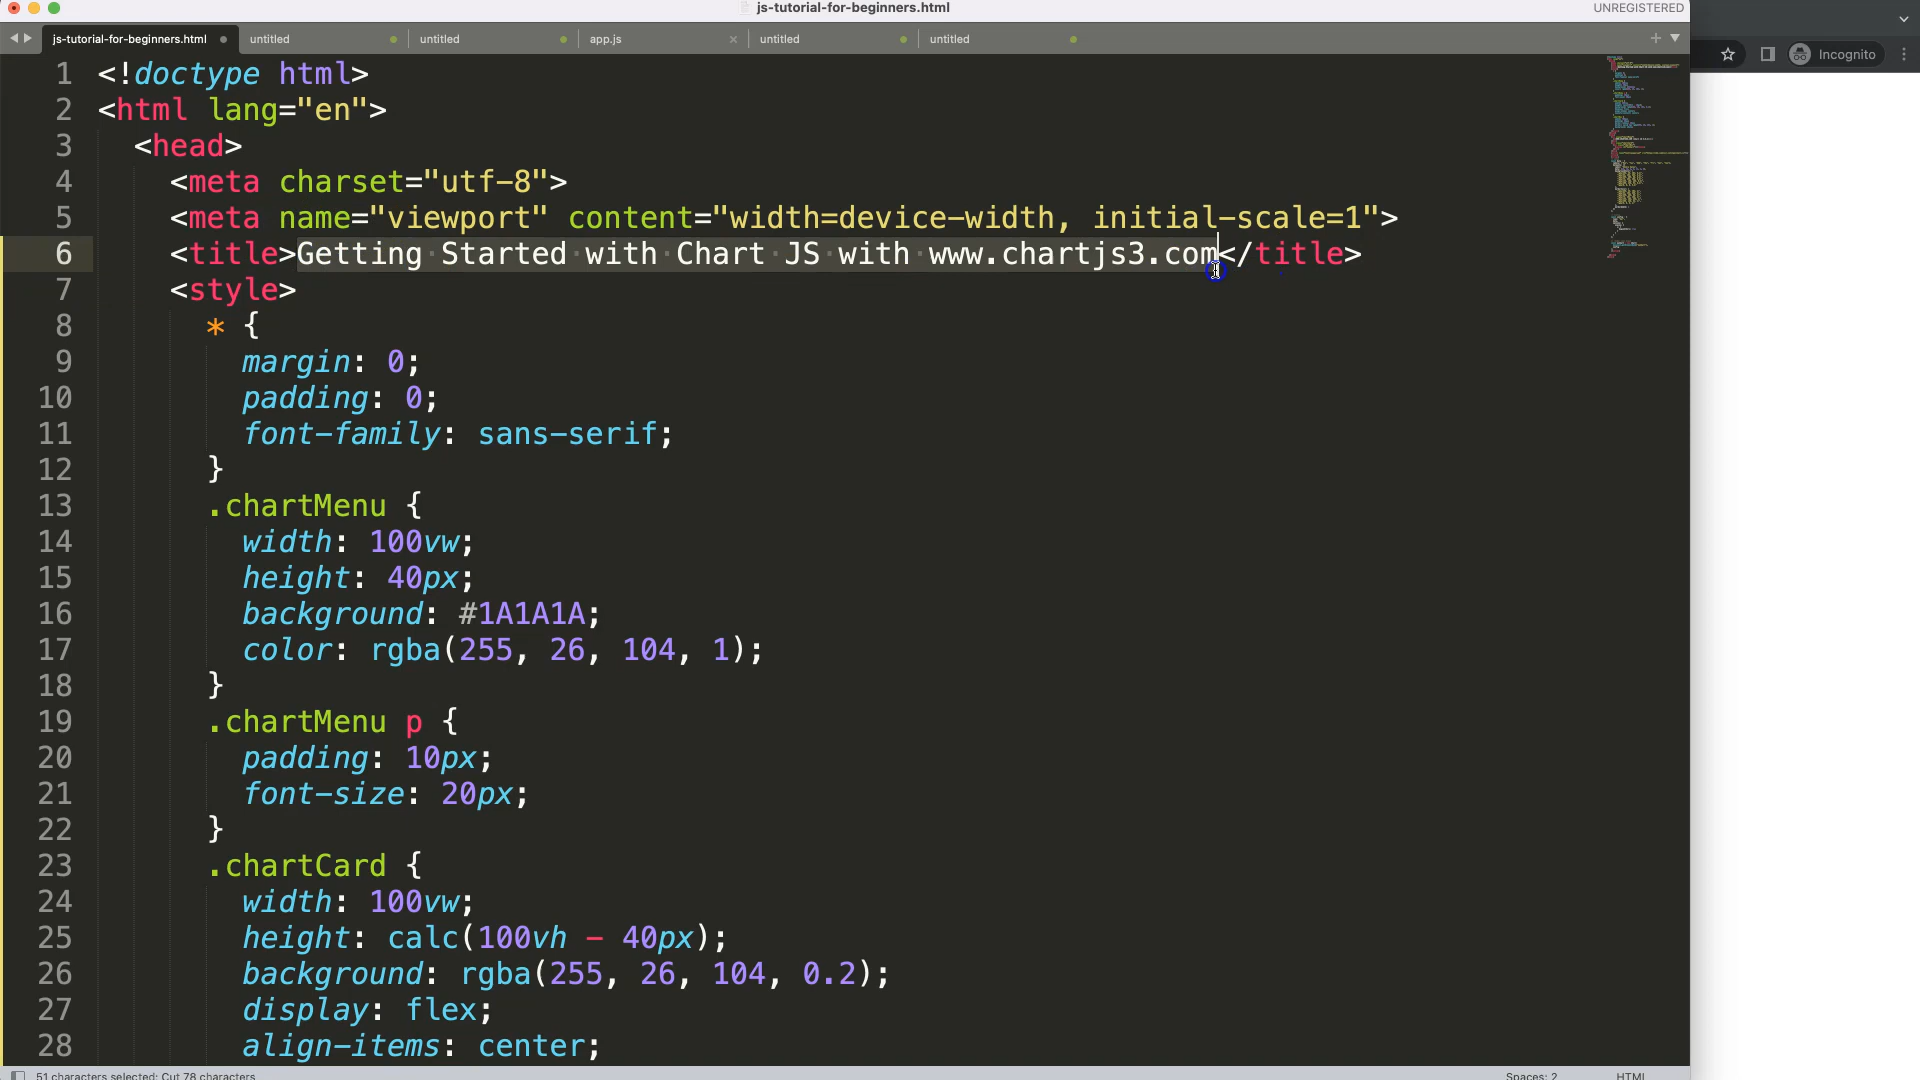 js-tutorial-for-beginners.html
UNREGISTERED
js-tutorial-for-beginners.html
untitled
untitled
app.js
untitled
untitled
Incognito
1 <!doctype html>
2 <html lang="en">
3 <head>
4 <meta charset="utf-8">
5 <meta name="viewport" content="width=device-width, initial-scale=1">
6 <title>Getting Started with Chart JS with www.chartjs3.com</title>
7 <style>
8 * {
9 margin: 0;
10 padding: 0;
11 font-family: sans-serif;
12 }
13 .chartMenu {
14 width: 100vw;
15 height: 40px;
16 background: #1A1A1A;
17 color: rgba(255, 26, 104, 1);
18 }
19 .chartMenu p {
20 padding: 10px;
21 font-size: 20px;
22 }
23 .chartCard {
24 width: 100vw;
25 height: calc(100vh - 40px);
26 background: rgba(255, 26, 104, 0.2);
27 display: flex;
28 align-items: center;
51 characters selected; Cut 78 characters
Spaces: 2
HTML